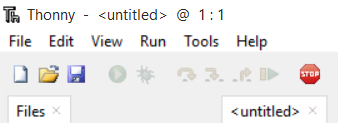 Thonny - <untitled> @ 1 : 1
File Edit View Run Tools Help
STOP
Files × <untitled> ×